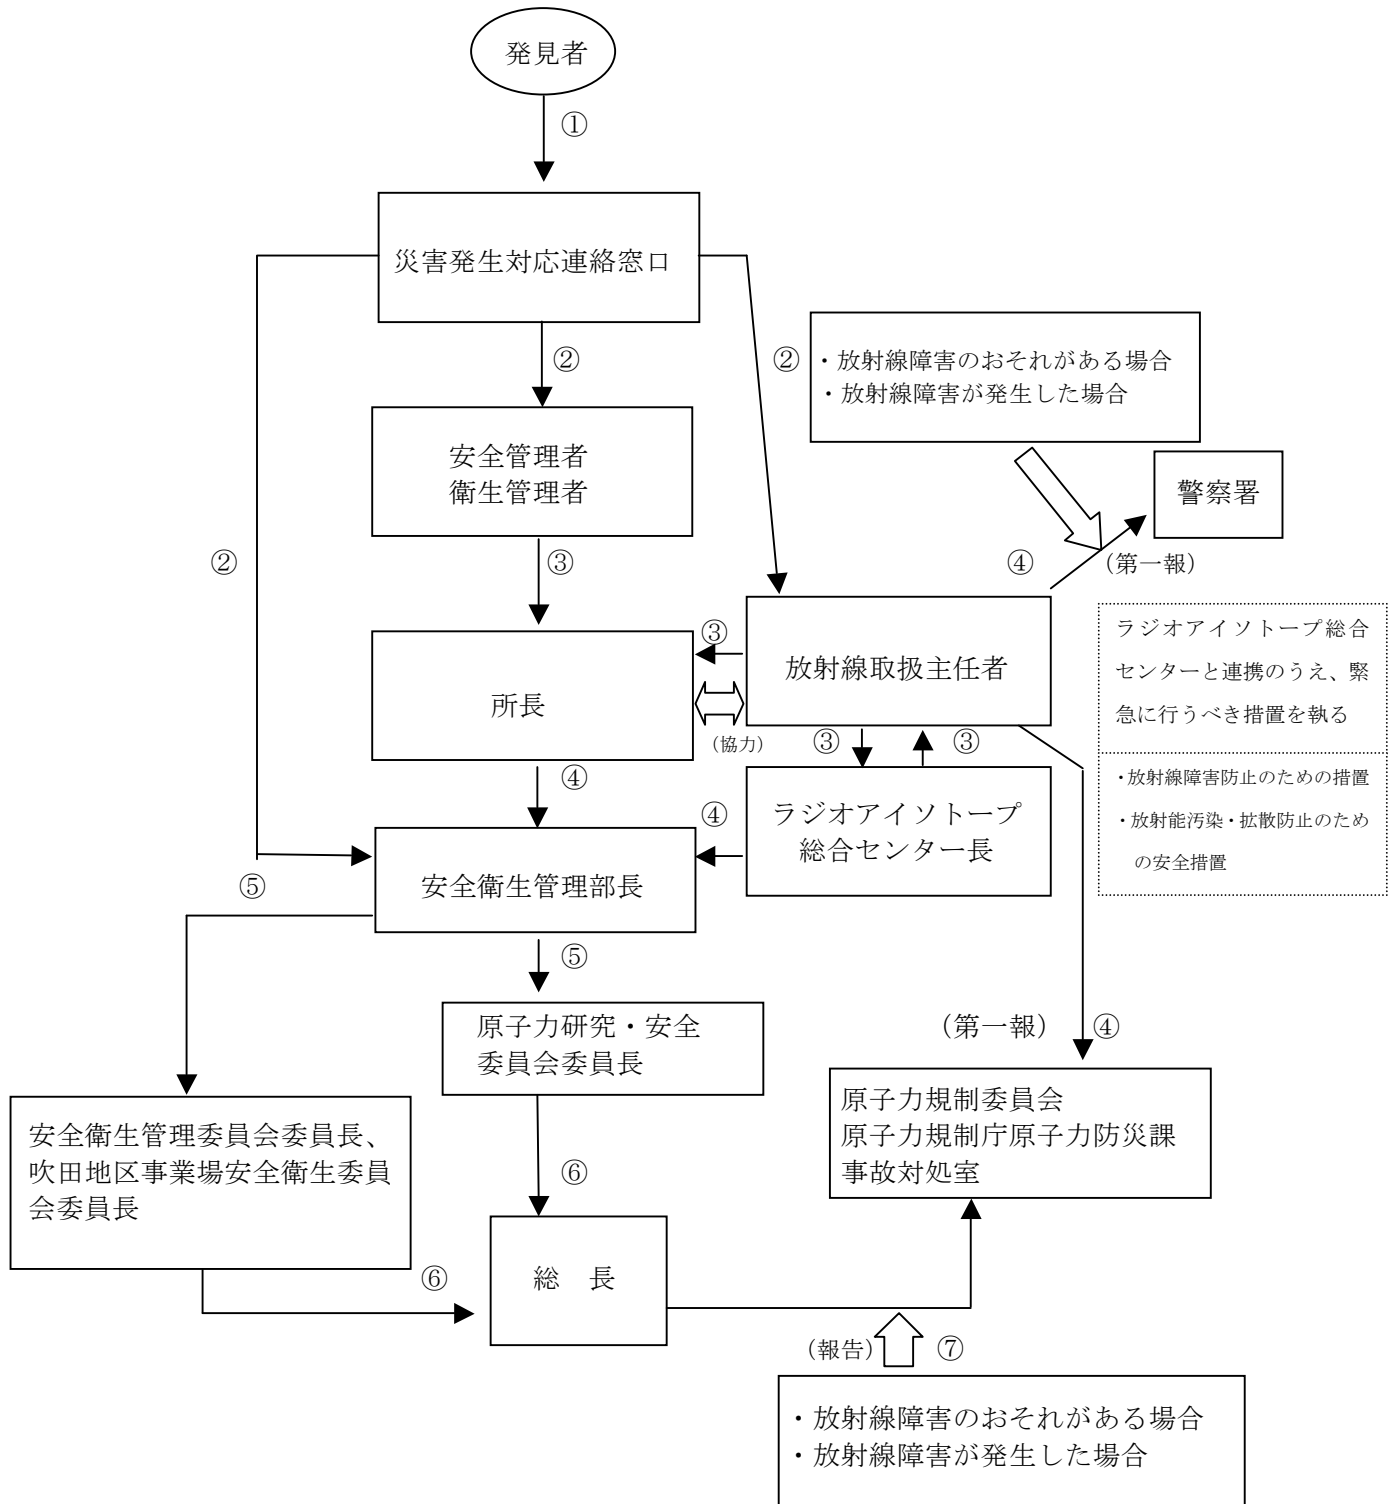 発見者
①
災害発生対応連絡窓口
②
②
・放射線障害のおそれがある場合
・放射線障害が発生した場合
安全管理者
衛生管理者
警察署
②
③
④
(第一報)
③
放射線取扱主任者
所長
(協力)
③
③
ラジオアイソトープ総合
センターと連携のうえ、緊
急に行うべき措置を執る
・放射線障害防止のための措置
・放射能汚染・拡散防止のため
の安全措置
④
④
ラジオアイソトープ
総合センター長
安全衛生管理部長
⑤
⑤
原子力研究・安全
委員会委員長
(第一報)
④
安全衛生管理委員会委員長、
吹田地区事業場安全衛生委員
会委員長
原子力規制委員会
原子力規制庁原子力防災課
事故対処室
⑥
⑥
総 長
(報告)
⑦
・放射線障害のおそれがある場合
・放射線障害が発生した場合